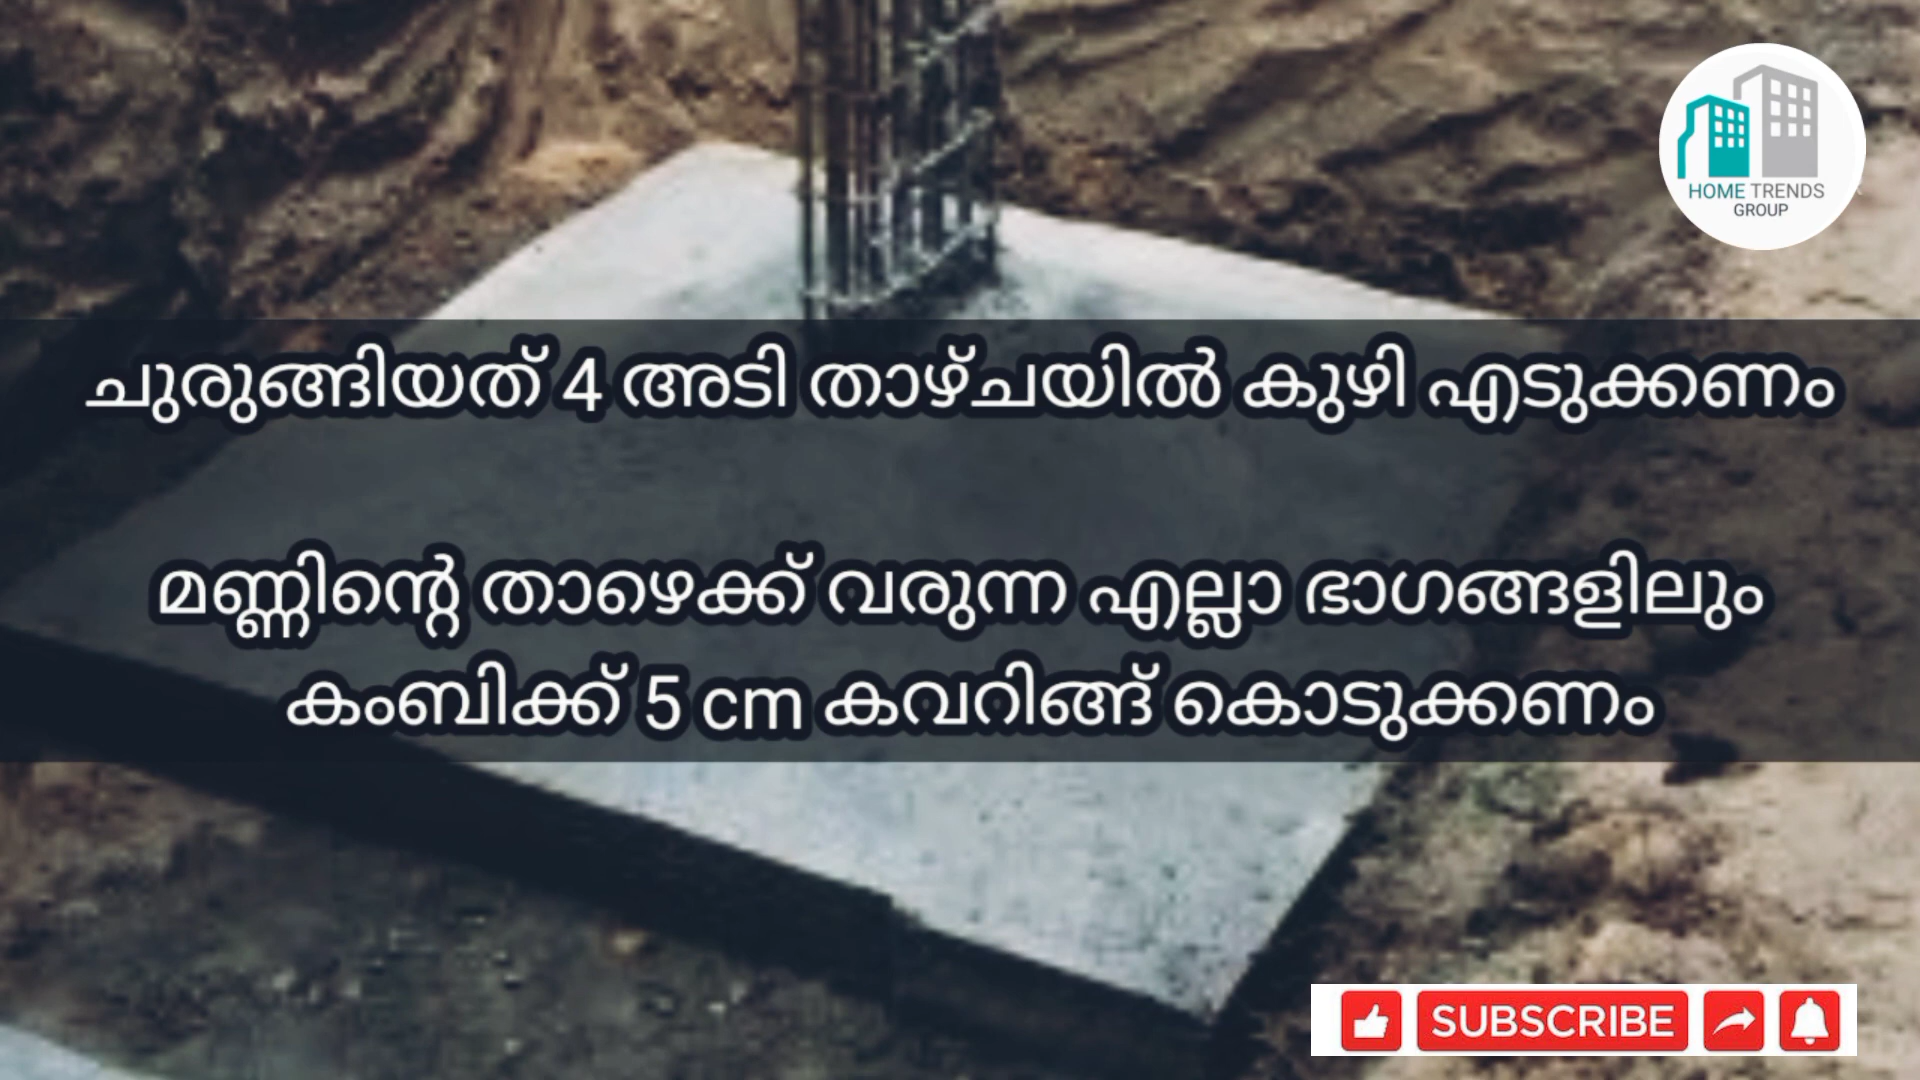 HOME TRENDS
GROUP
ചുരുങ്ങിയത് 4 അടി താഴ്ചയിൽ കുഴി എടുക്കണം
മണ്ണിന്റെ താഴെക്ക് വരുന്ന എല്ലാ ഭാഗങ്ങളിലും
കംബിക്ക് 5 cm കവറിങ്ങ് കൊടുക്കണം
SUBSCRIBE